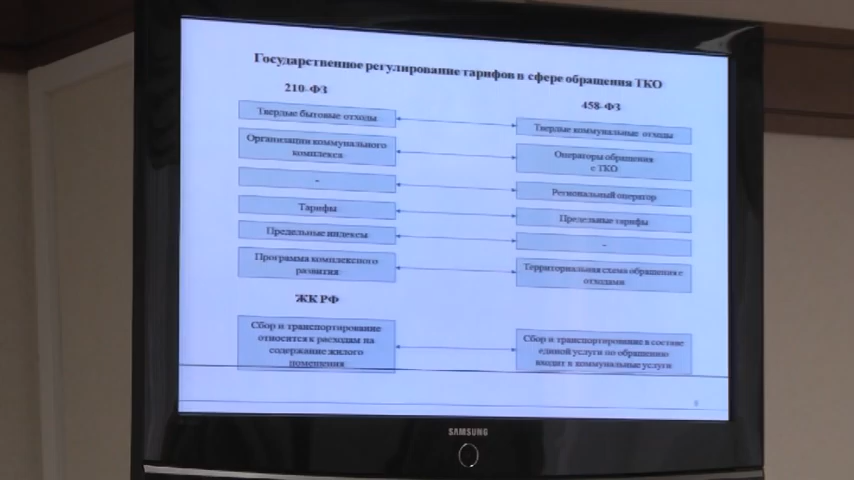 Государственное регулирование тарифов в сфере обращения ТКО
210-ФЗ
458-ФЗ
Твердые бытовые отходы
Твердые коммунальные отходы
Организации коммунального
комплекса
Операторы обращения
с ТКО
-
Региональный оператор
Тарифы
Предельные тарифы
Предельные индексы
-
Программа комплексного
развития
Территориальная схема обращения с
отходами
ЖК РФ
Сбор и транспортирование
относится к расходам на
содержание жилого
помещения
Сбор и транспортирование в составе
единой услуги по обращению
входит в коммунальные услуги
SAMSUNG